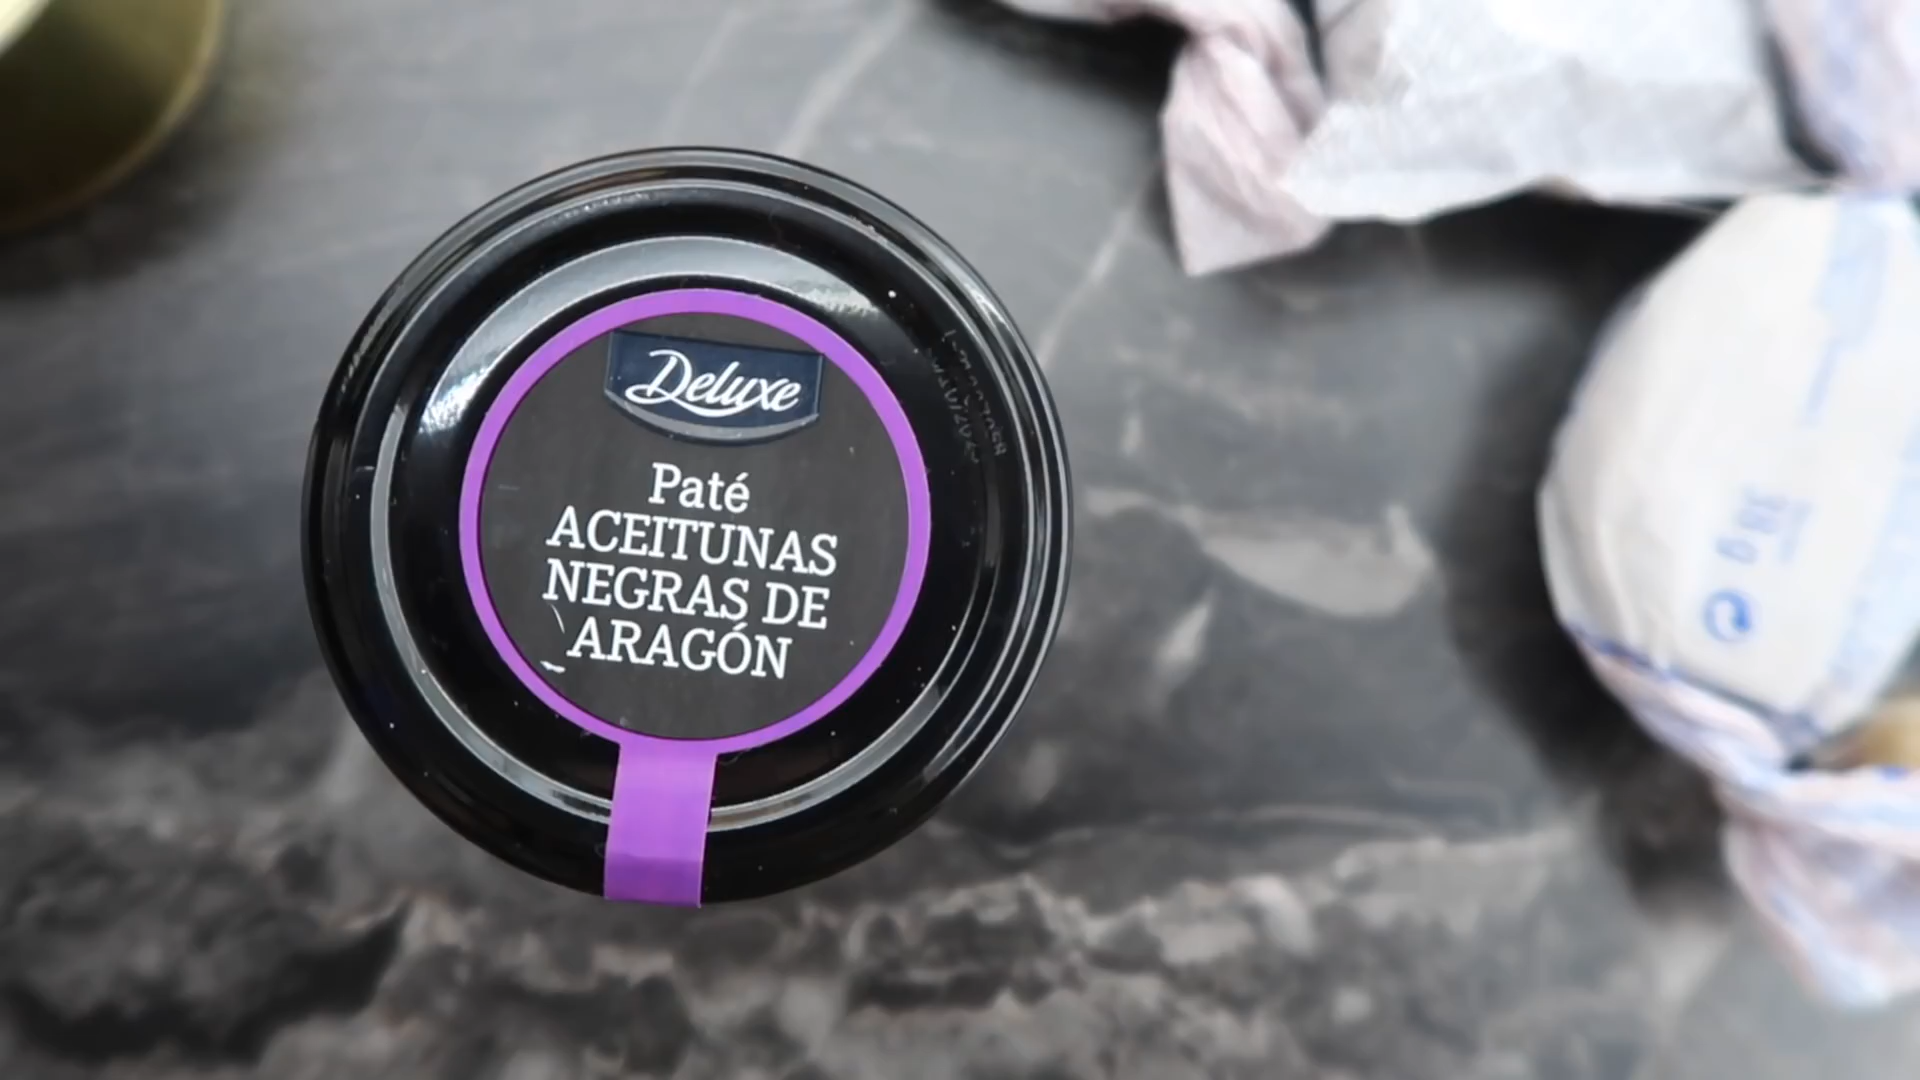 Deluxe
Paté
ACEITUNAS
NEGRAS DE
ARAGÓN